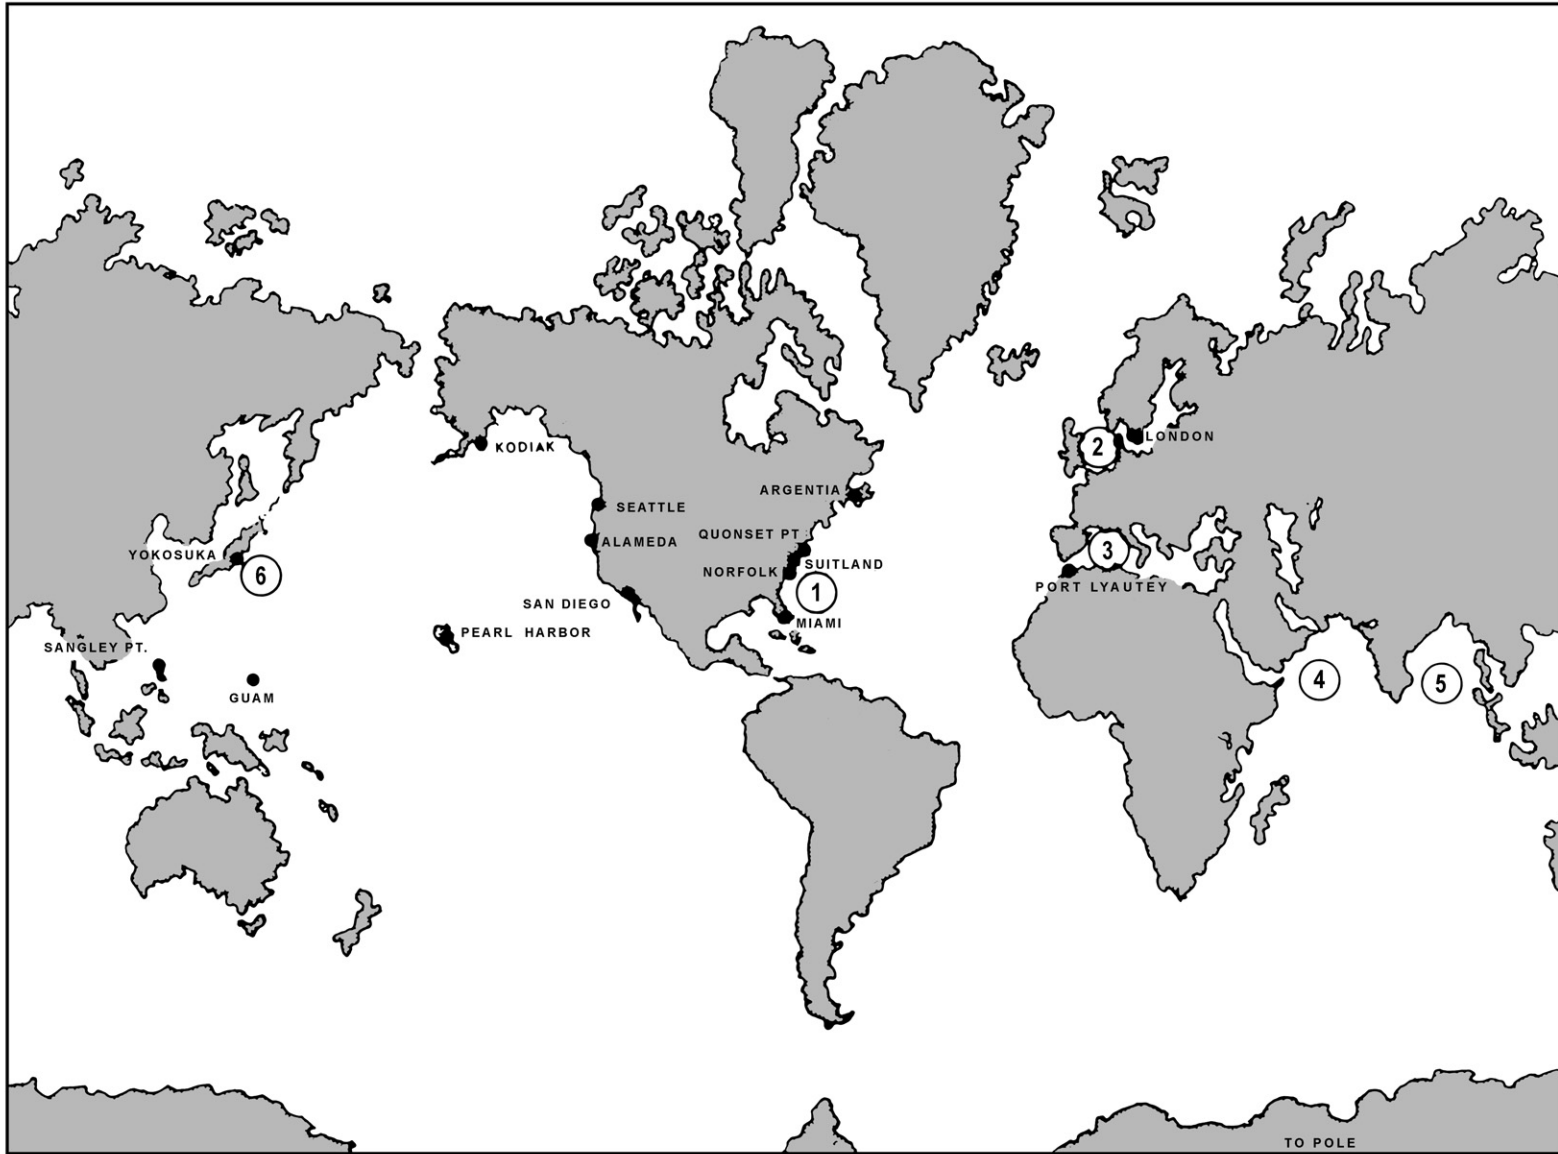 KODIAK
2
LONDON
ARGENTIA
SEATTLE
QUONSET PT.
ALAMEDA
3
YOKOSUKA
SUITLAND
6
NORFOLK
PORT LYAUTEY
1
SAN DIEGO
MIAMI
PEARL HARBOR
SANGLEY PT.
4
5
GUAM
TO POLE